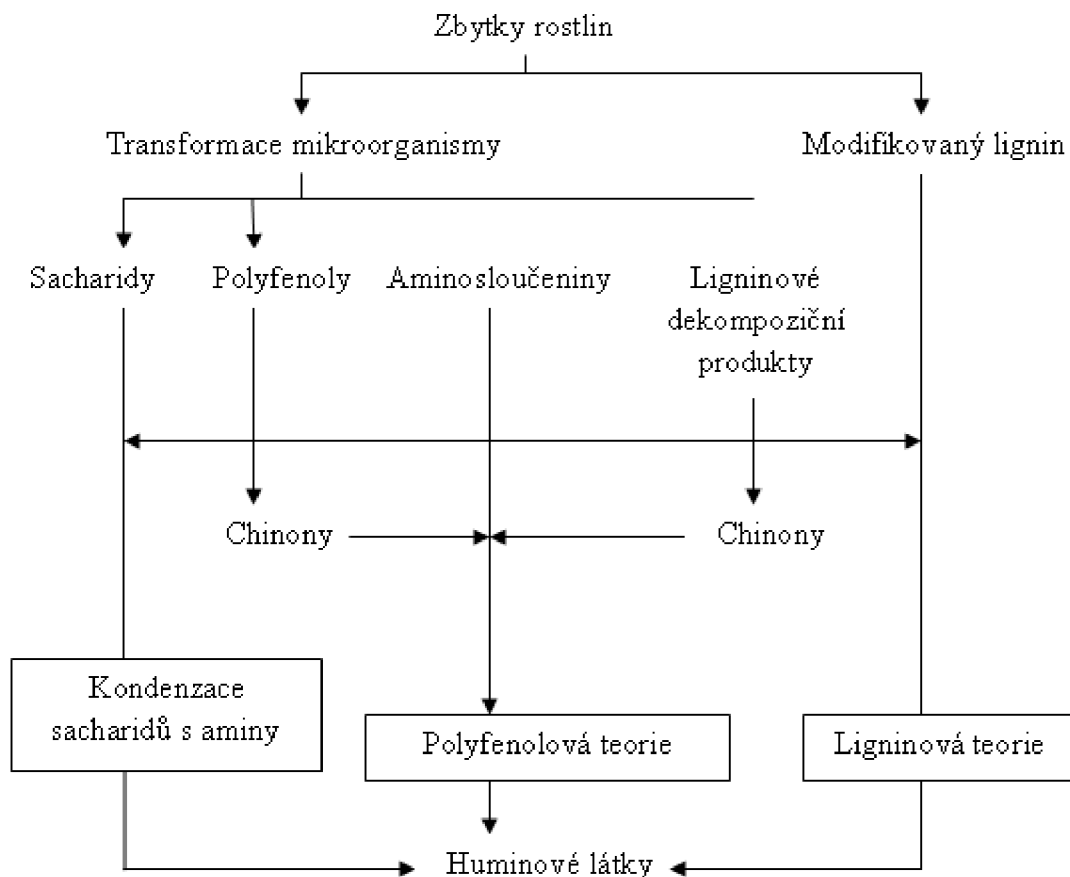 Zbytky rostlin
Transformace mikroorganismy
Modifikovaný lignin
Sacharidy
Polyfenoly
Aminosloučeniny
Ligninové
dekompoziční
produkty
Chinony
Chinony
Kondenzace
sacharidů s aminy
Polyfenolová teorie
Ligninová teorie
Huminové látky